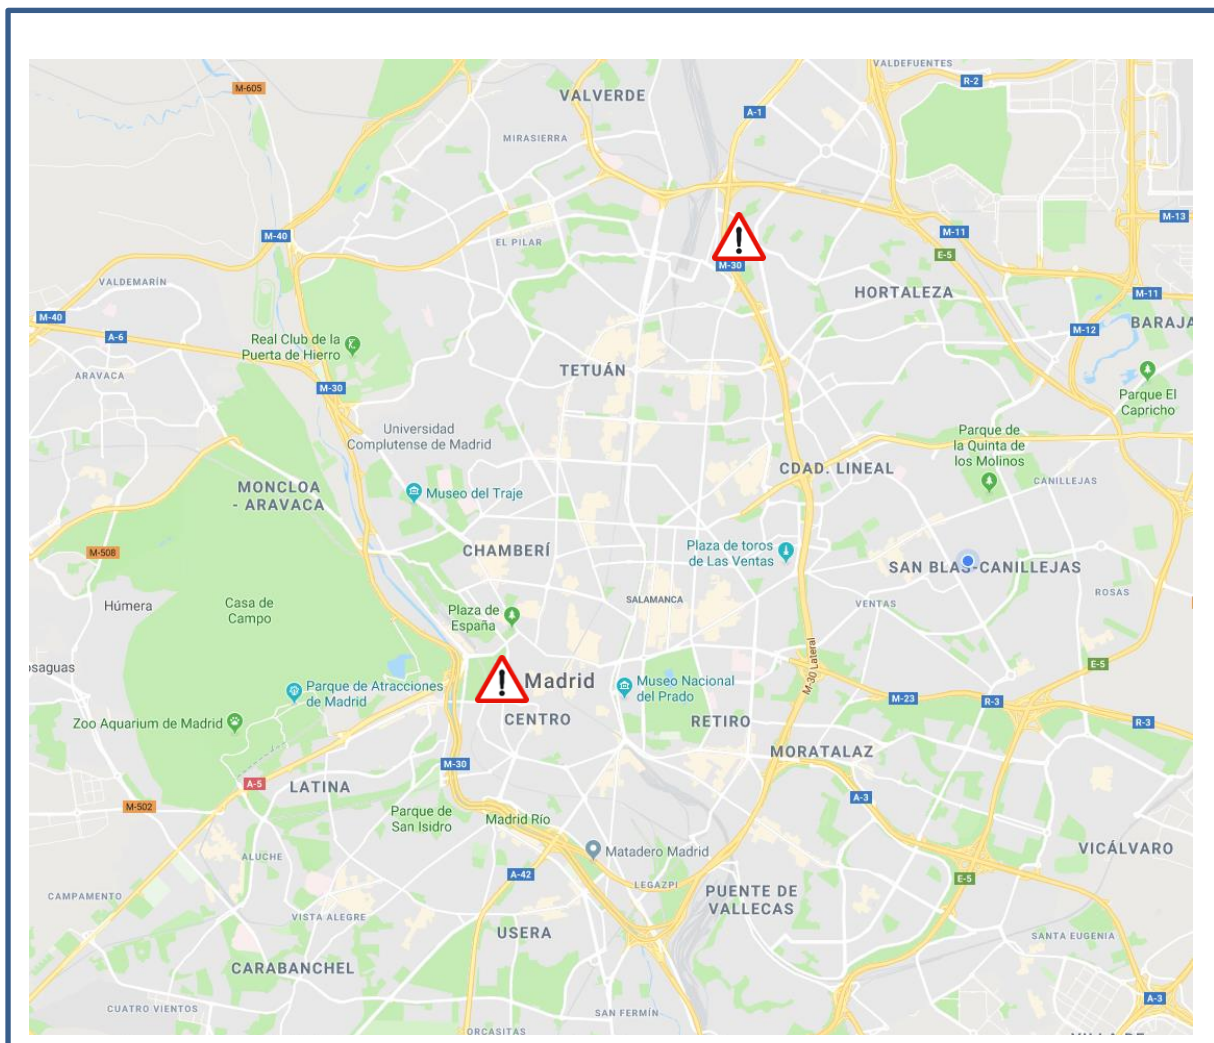 VALDEFUENTES
R-2
M-605
VALVERDE
A-1
MIRASIERRA
M-13
M-40
M-11
EL PILAR
E-5
M-30
VALDEMARÍN
HORTALEZA
M-11
M-40
BARAJA
A-6
M-12
Real Club de la
Puerta de Hierro
TETUÁN
ARAVACA
M-30
Parque El
Capricho
Universidad
Complutense de Madrid
Parque de
la Quinta de
los Molinos
CDAD. LINEAL
CANILLEJAS
MONCLOA
- ARAVACA
Museo del Traje
M-508
CHAMBERÍ
Plaza de toros
de Las Ventas
SAN BLAS-CANILLEJAS
ROSAS
Húmera
Casa de
Campo
SALAMANCA
VENTAS
Plaza de
España
M-30 Lateral
osaguas
E-5
Madrid
Museo Nacional
del Prado
Parque de Atracciones
de Madrid
M-23
R-3
R-3
Zoo Aquarium de Madrid
CENTRO
RETIRO
MORATALAZ
M-30
A-5
LATINA
M-502
A-3
Parque de
San Isidro
Madrid Río
Matadero Madrid
VICÁLVARO
ALUCHE
A-42
E-5
LEGAZPI
CAMPAMENTO
PUENTE DE
VALLECAS
VISTA ALEGRE
USERA
SANTA EUGENIA
CARABANCHEL
A-3
CUATRO VIENTOS
SAN FERMÍN
ORCASITAS